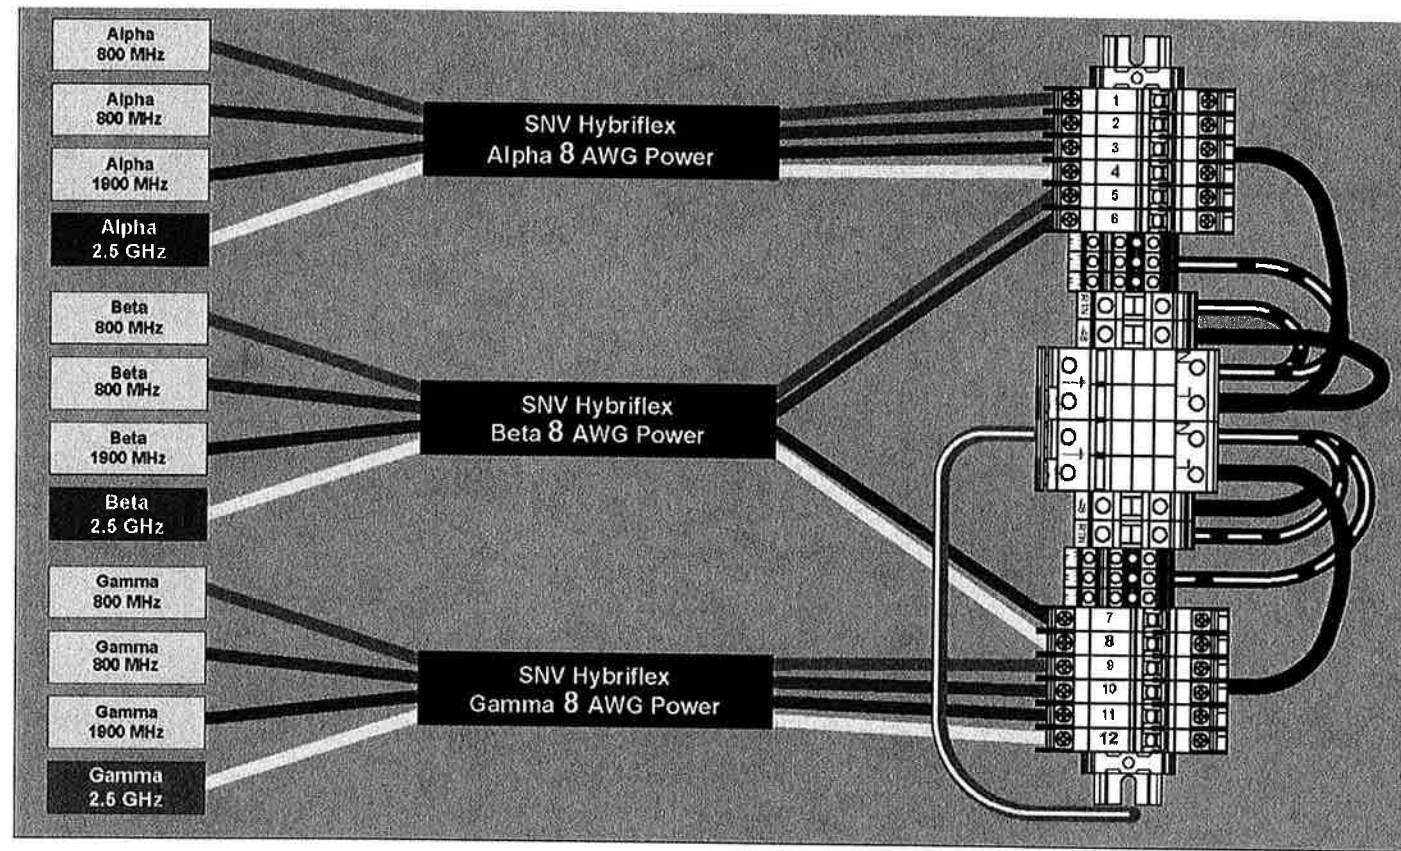 Alpha
800 MHz
Alpha
800 MHz
Alpha
1900 MHz
Alpha
2.5 GHz
SNV Hybriflex
Alpha 8 AWG Power
Beta
800 MHz
Beta
800 MHz
Beta
1900 MHz
Beta
2.5 GHz
SNV Hybriflex
Beta 8 AWG Power
Gamma
800 MHz
Gamma
800 MHz
Gamma
1900 MHz
Gamma
2.5 GHz
SNV Hybriflex
Gamma 8 AWG Power
1
2
3
4
5
6
RTN
-48
N
L
N
L
RTN
7
8
9
10
11
12